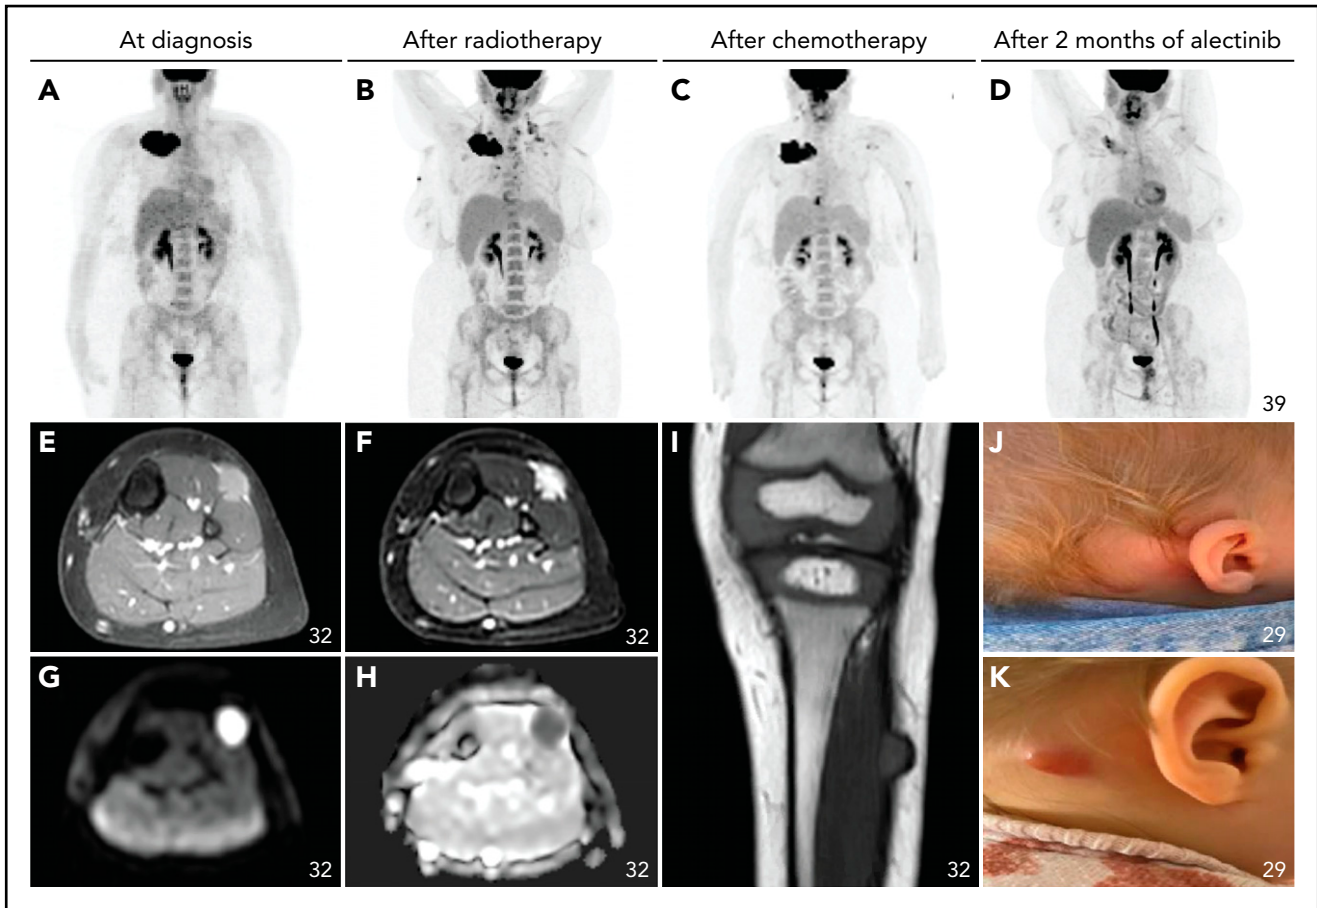 At diagnosis After radiotherapy After chemotherapy After 2 months of alectinib
A B C D
39
E F I J
32 32 29
G H K
32 32 32 29